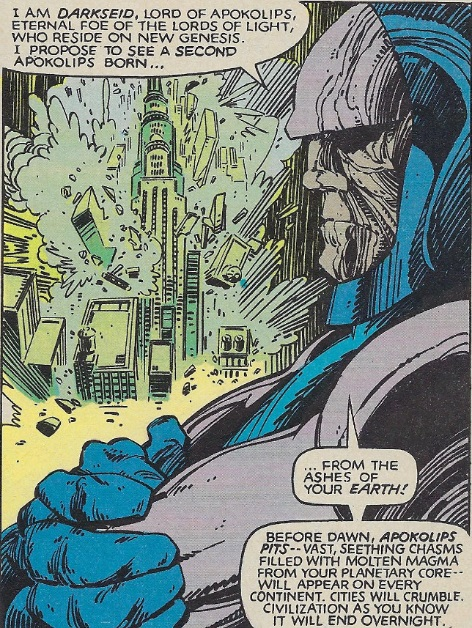 I AM DARKSEID, LORD OF APOKOLIPS,
ETERNAL FOE OF THE LORDS OF LIGHT,
WHO RESIDE ON NEW GENESIS.
I PROPOSE TO SEE A SECOND
APOKOLIPS BORN...
... FROM THE
ASHES OF
YOUR EARTH!
BEFORE DAWN, APOKOLIPS
PITS--VAST, SEETHING CHASMS
FILLED WITH MOLTEN MAGMA
FROM YOUR PLANETARY CORE--
WILL APPEAR ON EVERY
CONTINENT. CITIES WILL CRUMBLE.
CIVILIZATION AS YOU KNOW
IT WILL END OVERNIGHT.